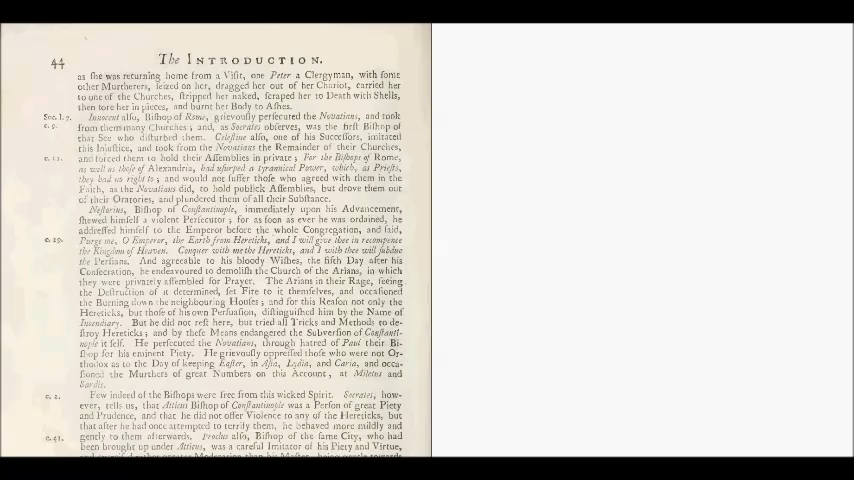 44
The INTRODUCTION.
as ſhe was returning home from a Viſit, one Peter a Clergyman, with ſome
other Murtherers, ſeized on her, dragged her out of her Chariot, carried her
to one of the Churches, ſtripped her naked, ſcraped her to Death with Shells,
then tore her in pieces, and burnt her Body to Aſhes.
Soc. l. 7. Innocent alſo, Biſhop of Rome, grievouſly perſecuted the Novatians, and took
c. 9. from them many Churches; and, as Socrates obſerves, was the firſt Biſhop of
that See who diſturbed them. Celeſtine alſo, one of his Succeſſors, imitated
this Injuſtice, and took from the Novatians the Remainder of their Churches,
c. 11. and forced them to hold their Aſſemblies in private; For the Biſhops of Rome,
as well as thoſe of Alexandria, had uſurped a tyrannical Power, which, as Prieſts,
they had no right to; and would not ſuffer thoſe who agreed with them in the
Faith, as the Novatians did, to hold publick Aſſemblies, but drove them out
of their Oratories, and plundered them of all their Subſtance.
Neſtorius, Biſhop of Conſtantinople, immediately upon his Advancement,
ſhewed himſelf a violent Perſecutor; for as ſoon as ever he was ordained, he
addreſſed himſelf to the Emperor before the whole Congregation, and ſaid,
c. 29. Purge me, O Emperor, the Earth from Hereticks, and I will give thee in recompence
the Kingdom of Heaven. Conquer with me the Hereticks, and I with thee will ſubdue
the Perſians. And agreeable to his bloody Wiſhes, the fifth Day after his
Conſecration, he endeavoured to demoliſh the Church of the Arians, in which
they were privately aſſembled for Prayer. The Arians in their Rage, ſeeing
the Deſtruction of it determined, ſet Fire to it themſelves, and occaſioned
the Burning down the neighbouring Houſes; and for this Reaſon not only the
Hereticks, but thoſe of his own Perſuaſion, diſtinguiſhed him by the Name of
Incendiary. But he did not reſt here, but tried all Tricks and Methods to de-
ſtroy Hereticks; and by theſe Means endangered the Subverſion of Conſtanti-
nople it ſelf. He perſecuted the Novatians, through hatred of Paul their Bi-
ſhop for his eminent Piety. He grievouſly oppreſſed thoſe who were not Or-
thodox as to the Day of keeping Eaſter, in Aſia, Lydia, and Caria, and occa-
ſioned the Murthers of great Numbers on this Account, at Miletus and
Sardis.
c. 2. Few indeed of the Biſhops were free from this wicked Spirit. Socrates, how-
ever, tells us, that Atticus Biſhop of Conſtantinople was a Perſon of great Piety
and Prudence, and that he did not offer Violence to any of the Hereticks, but
that after he had once attempted to terrify them, he behaved more mildly and
c. 41. gently to them afterwards. Proclus alſo, Biſhop of the ſame City, who had
been brought up under Atticus, was a careful Imitator of his Piety and Virtue,